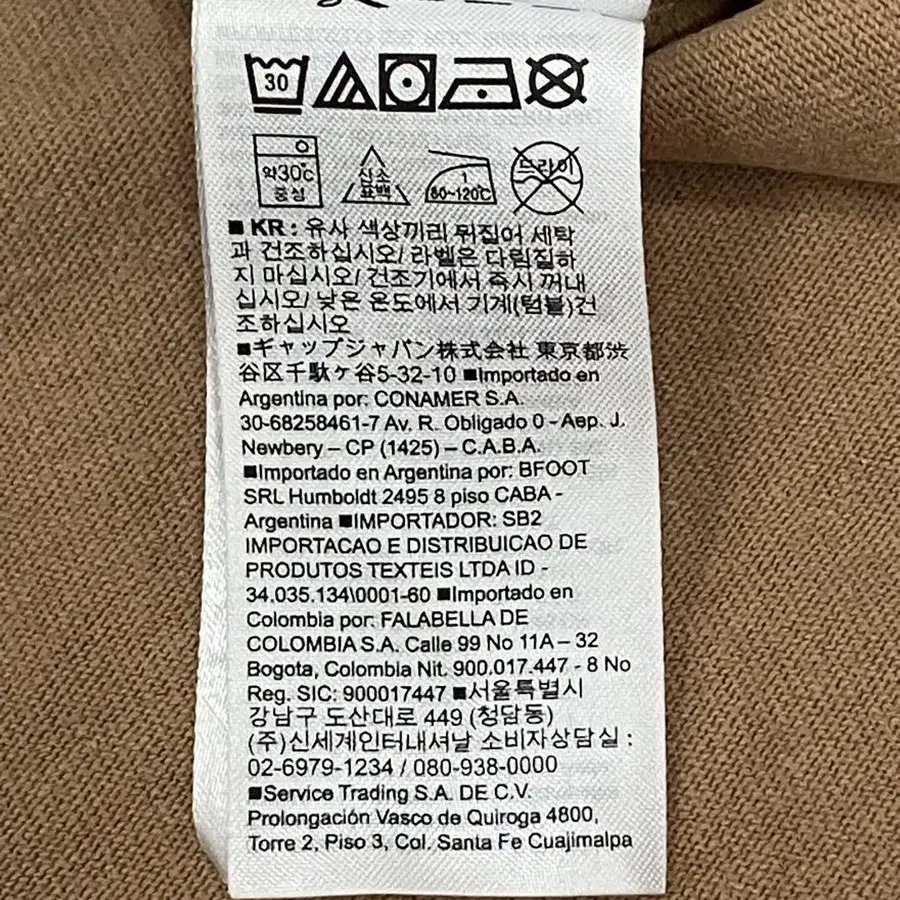 30
약30℃
중성
산소
표백
1
80~120℃
드라이
■ KR : 유사 색상끼리 뒤집어 세탁
과 건조하십시오/ 라벨은 다림질하
지 마십시오/ 건조기에서 즉시 꺼내
십시오/ 낮은 온도에서 기계(텀블)건
조하십시오
■ギャップジャパン株式会社 東京都渋
谷区千駄ヶ谷5-32-10 ■Importado en
Argentina por: CONAMER S.A.
30-68258461-7 Av. R. Obligado 0 - Aep. J.
Newbery – CP (1425) – C.A.B.A.
■Importado en Argentina por: BFOOT
SRL Humboldt 2495 8 piso CABA -
Argentina ■IMPORTADOR: SB2
IMPORTACAO E DISTRIBUICAO DE
PRODUTOS TEXTEIS LTDA ID -
34.035.134\0001-60 ■Importado en
Colombia por: FALABELLA DE
COLOMBIA S.A. Calle 99 No 11A – 32
Bogota, Colombia Nit. 900.017.447 - 8 No
Reg. SIC: 900017447 ■서울특별시
강남구 도산대로 449 (청담동)
(주)신세계인터내셔날 소비자상담실 :
02-6979-1234 / 080-938-0000
■Service Trading S.A. DE C.V.
Prolongación Vasco de Quiroga 4800,
Torre 2, Piso 3, Col. Santa Fe Cuajimalpa